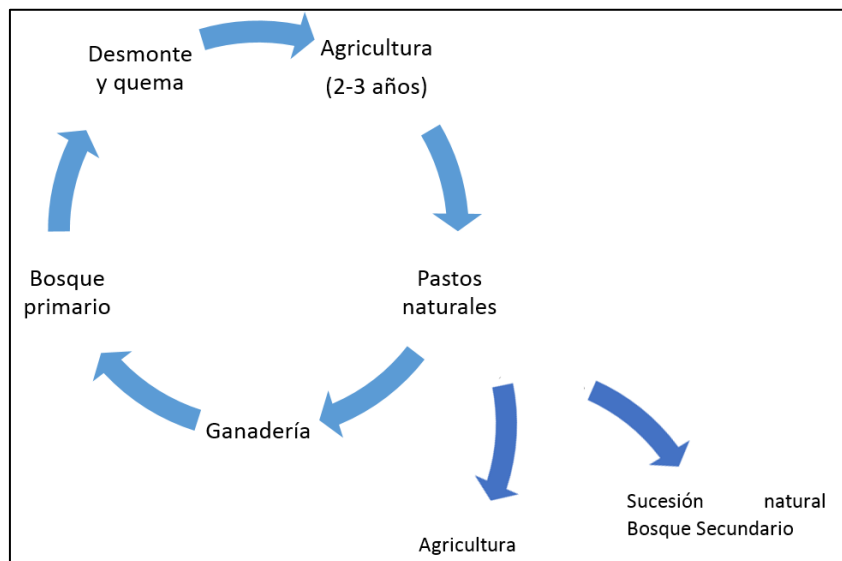 Desmonte
y quema
Agricultura
(2-3 años)
Bosque
primario
Pastos
naturales
Ganadería
Sucesión natural
Bosque Secundario
Agricultura